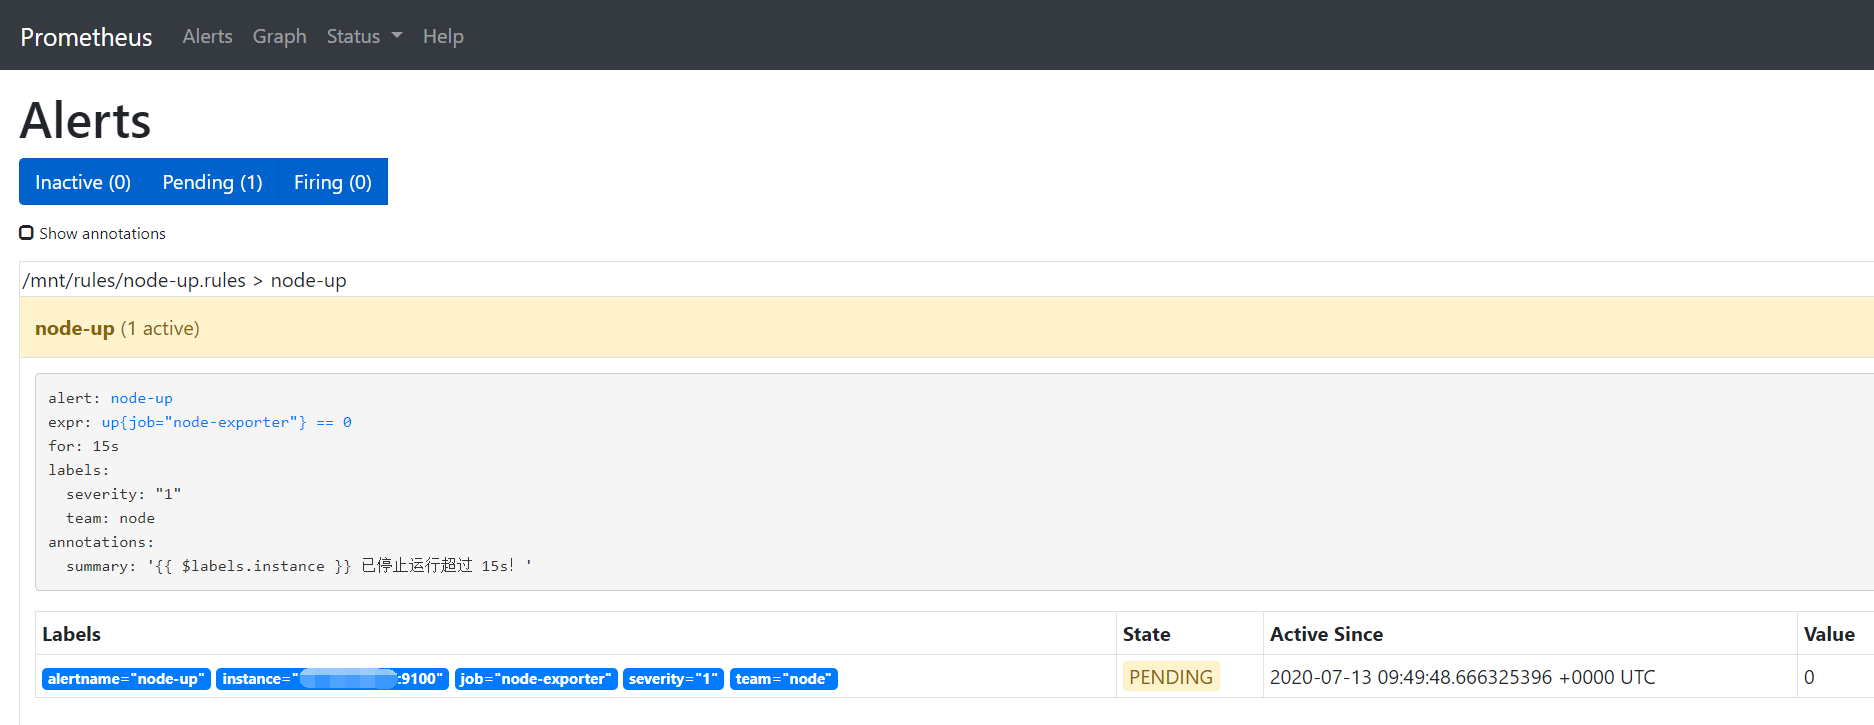 Prometheus Alerts Graph Status Help
Alerts
Inactive (0) Pending (1) Firing (0)
Show annotations
/mnt/rules/node-up.rules > node-up
node-up (1 active)
alert: node-up
expr: up{job="node-exporter"} == 0
for: 15s
labels:
  severity: "1"
  team: node
annotations:
  summary: '{{ $labels.instance }} 已停止运行超过 15s！'
Labels State Active Since Value
alertname="node-up" instance=" :9100" job="node-exporter" severity="1" team="node" PENDING 2020-07-13 09:49:48.666325396 +0000 UTC 0